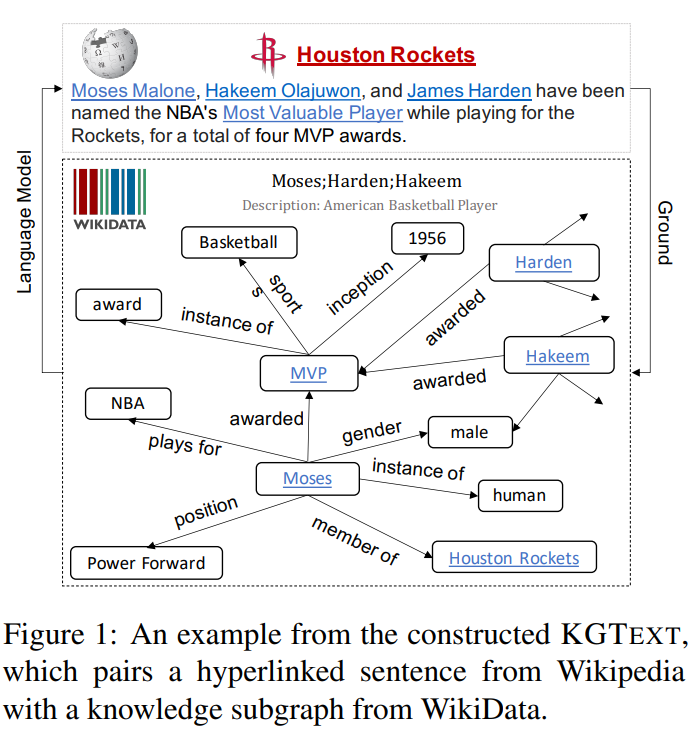 Houston Rockets
Moses Malone, Hakeem Olajuwon, and James Harden have been
named the NBA's Most Valuable Player while playing for the
Rockets, for a total of four MVP awards.
Language Model
Ground
WIKIDATA
Moses;Harden;Hakeem
Description: American Basketball Player
Basketball
1956
Harden
sport
s
inception
award
instance of
awarded
Hakeem
MVP
awarded
NBA
awarded
gender
male
plays for
Moses
instance of
human
position
member of
Power Forward
Houston Rockets
Figure 1: An example from the constructed KGTEXT,
which pairs a hyperlinked sentence from Wikipedia
with a knowledge subgraph from WikiData.